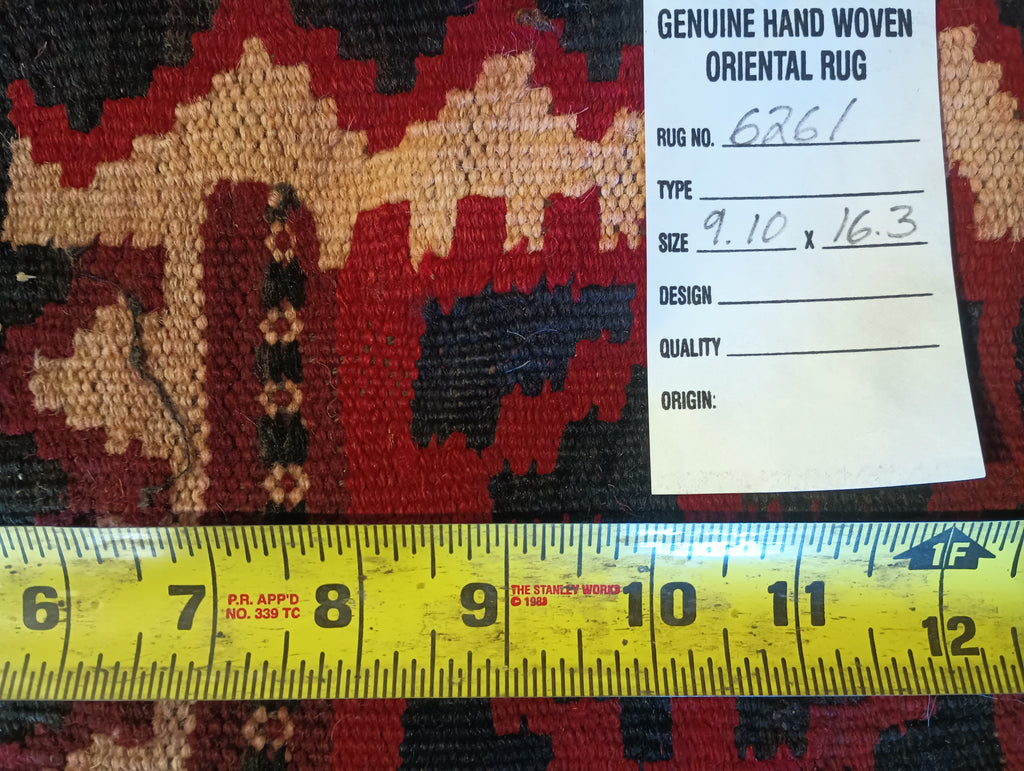 GENUINE HAND WOVEN
ORIENTAL RUG
RUG NO. 6261
TYPE
SIZE 9.10 X 16.3
DESIGN
QUALITY
ORIGIN:
1F
6 7 P.R. APP'D NO. 339 TC 8 9 THE STANLEY WORKS © 1988 10 11 12